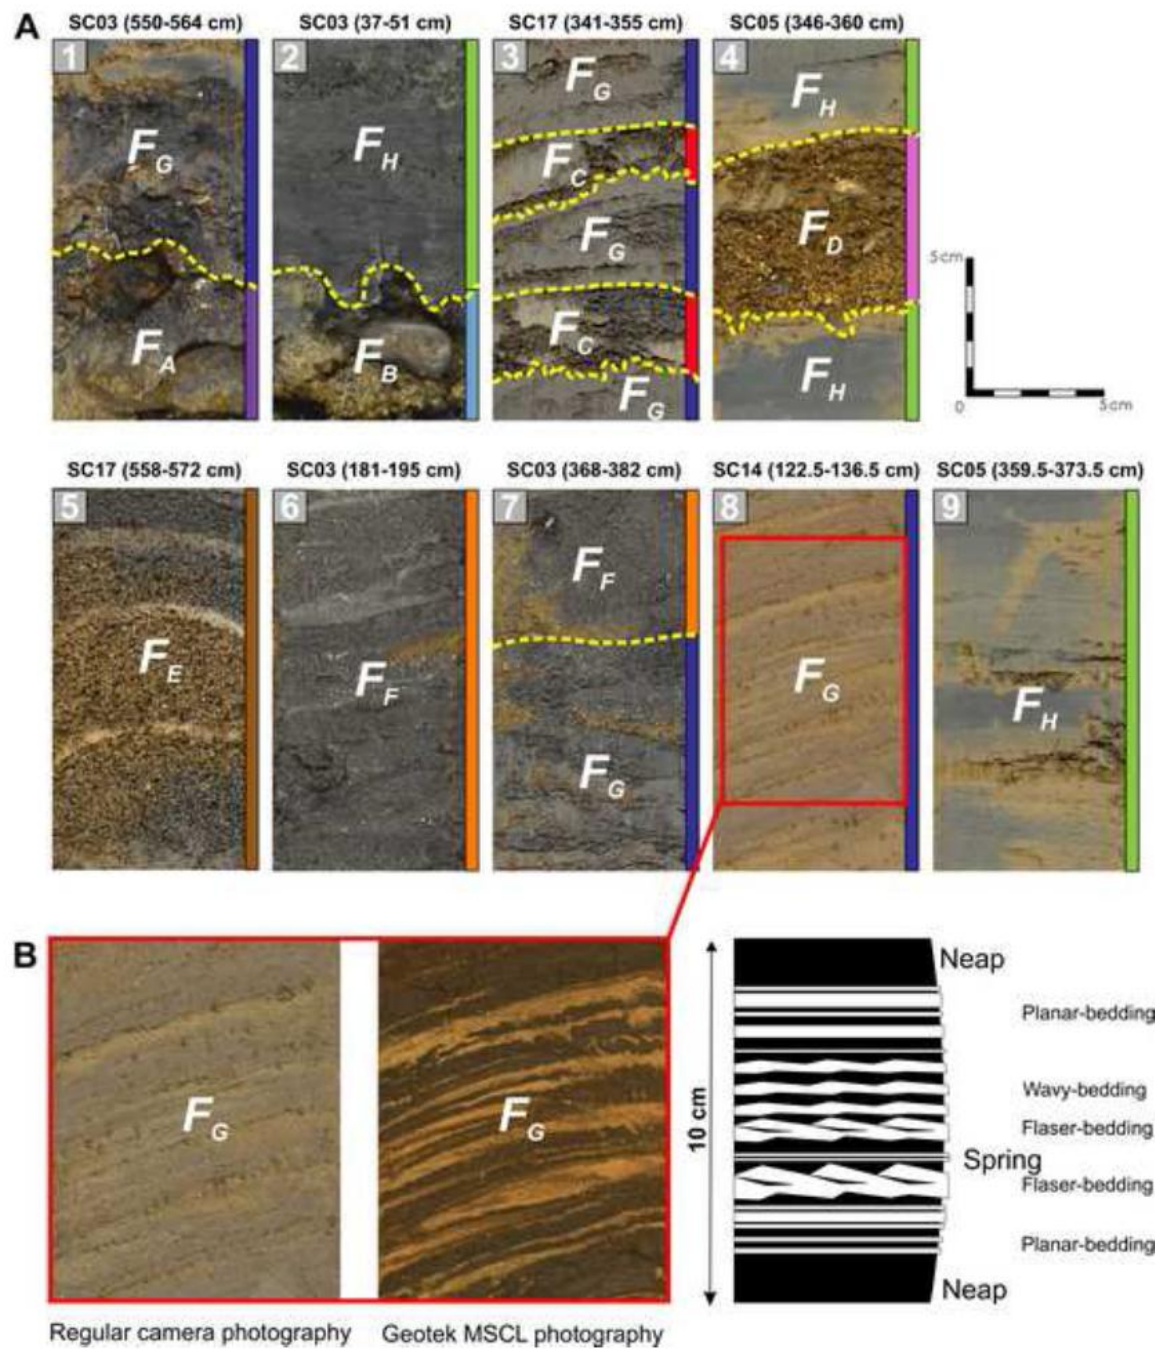 A
SC03 (550-564 cm)
SC03 (37-51 cm)
SC17 (341-355 cm)
SC05 (346-360 cm)
1
2
3
4
FG
FA
FH
FB
FG
FC
FG
FC
FG
FH
FD
FH
5cm
0
5cm
SC17 (558-572 cm)
SC03 (181-195 cm)
SC03 (368-382 cm)
SC14 (122.5-136.5 cm)
SC05 (359.5-373.5 cm)
5
6
7
8
9
FE
FF
FF
FG
FG
FH
B
FG
FG
Regular camera photography
Geotek MSCL photography
10 cm
Neap
Planar-bedding
Wavy-bedding
Flaser-bedding
Spring
Flaser-bedding
Planar-bedding
Neap